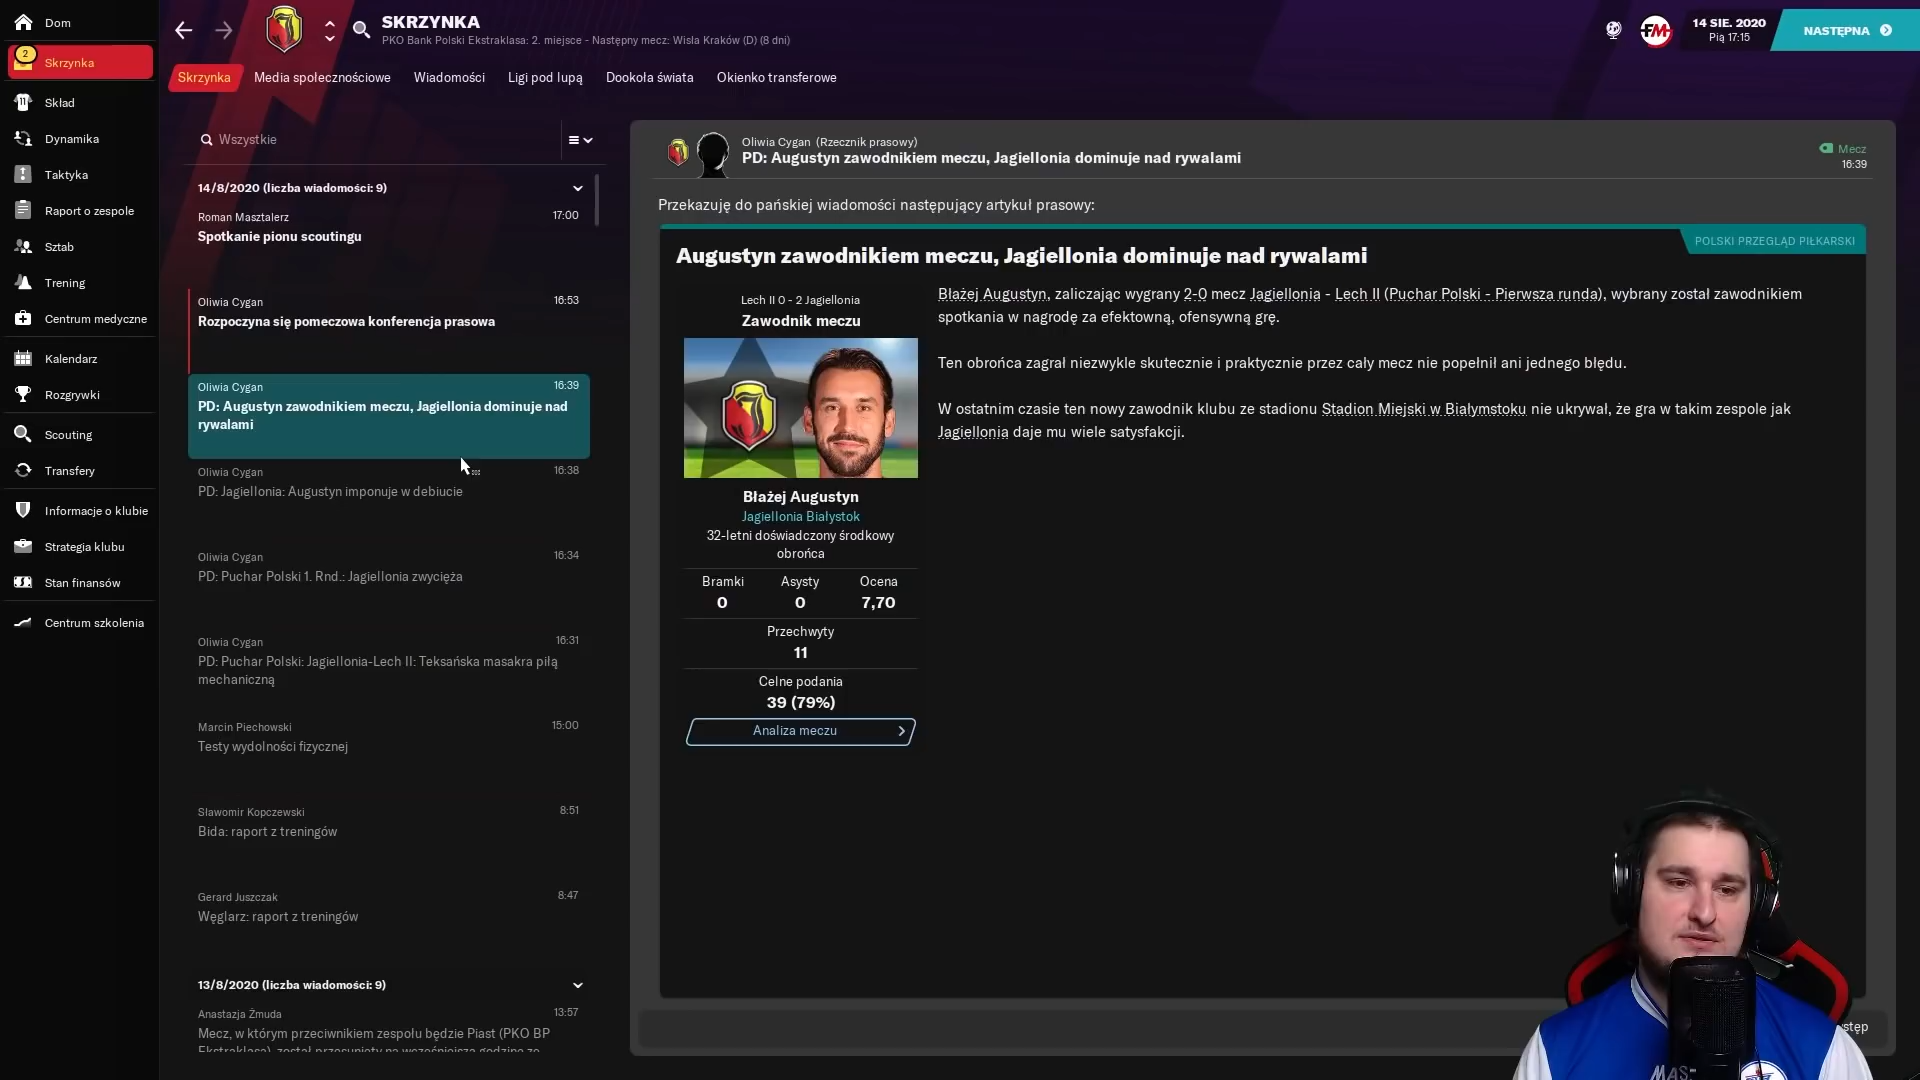 Dom
2
Skrzynka
Skład
Dynamika
Taktyka
Raport o zespole
Sztab
Trening
Centrum medyczne
Kalendarz
Rozgrywki
Scouting
Transfery
Informacje o klubie
Strategia klubu
Stan finansów
Centrum szkolenia
SKRZYNKA
PKO Bank Polski Ekstraklasa: 2. miejsce - Następny mecz: Wisła Kraków (D) (8 dni)
FM
14 SIE. 2020
Pią 17:15
NASTĘPNA
Skrzynka Media społecznościowe Wiadomości Ligi pod lupą Dookoła świata Okienko transferowe
Wszystkie
14/8/2020 (liczba wiadomości: 9)
Roman Masztalerz 17:00
Spotkanie pionu scoutingu
Oliwia Cygan 16:53
Rozpoczyna się pomeczowa konferencja prasowa
Oliwia Cygan 16:39
PD: Augustyn zawodnikiem meczu, Jagiellonia dominuje nad
rywalami
Oliwia Cygan 16:38
PD: Jagiellonia: Augustyn imponuje w debiucie
Oliwia Cygan 16:34
PD: Puchar Polski 1. Rnd.: Jagiellonia zwycięża
Oliwia Cygan 16:31
PD: Puchar Polski: Jagiellonia-Lech II: Teksańska masakra piłą
mechaniczną
Marcin Piechowski 15:00
Testy wydolności fizycznej
Sławomir Kopczewski 8:51
Bida: raport z treningów
Gerard Juszczak 8:47
Węglarz: raport z treningów
13/8/2020 (liczba wiadomości: 9)
Anastazja Żmuda 13:57
Mecz, w którym przeciwnikiem zespołu będzie Piast (PKO BP
Ekstraklasa), został przesunięty na wcześniejszą godzinę ze
Oliwia Cygan (Rzecznik prasowy)
PD: Augustyn zawodnikiem meczu, Jagiellonia dominuje nad rywalami
Mecz
16:39
Przekazuję do pańskiej wiadomości następujący artykuł prasowy:
POLSKI PRZEGLĄD PIŁKARSKI
Augustyn zawodnikiem meczu, Jagiellonia dominuje nad rywalami
Lech II 0 - 2 Jagiellonia
Zawodnik meczu
Błażej Augustyn
Jagiellonia Białystok
32-letni doświadczony środkowy
obrońca
Bramki Asysty Ocena
0 0 7,70
Przechwyty
11
Celne podania
39 (79%)
Analiza meczu
Błażej Augustyn, zaliczając wygrany 2-0 mecz Jagiellonia - Lech II (Puchar Polski - Pierwsza runda), wybrany został zawodnikiem
spotkania w nagrodę za efektowną, ofensywną grę.
Ten obrońca zagrał niezwykle skutecznie i praktycznie przez cały mecz nie popełnił ani jednego błędu.
W ostatnim czasie ten nowy zawodnik klubu ze stadionu Stadion Miejski w Białymstoku nie ukrywał, że gra w takim zespole jak
Jagiellonia daje mu wiele satysfakcji.